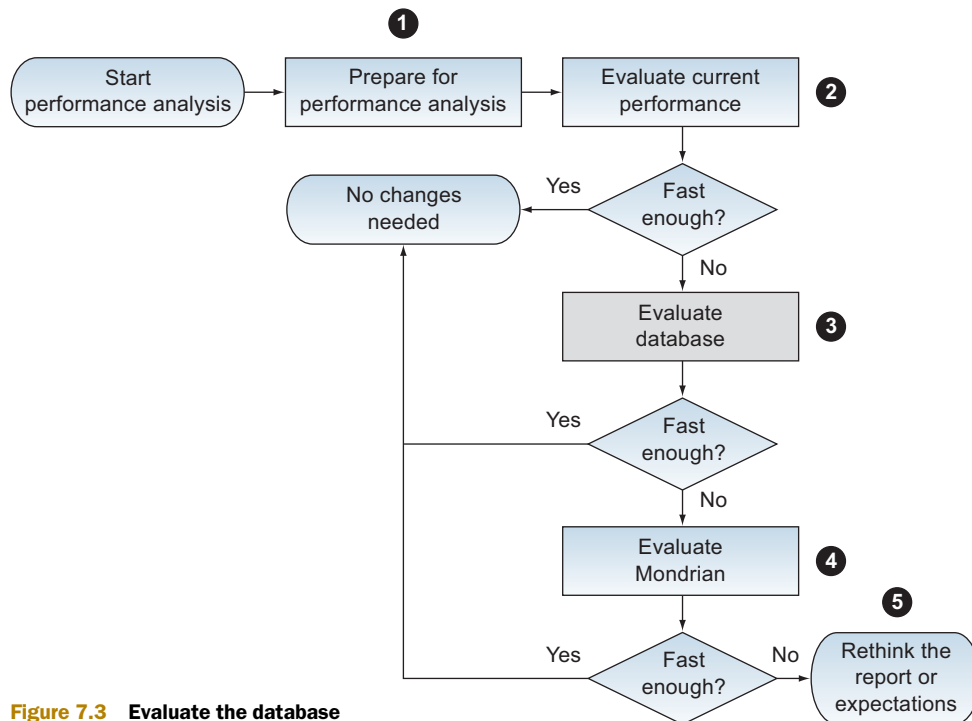 1
Start
performance analysis
Prepare for
performance analysis
Evaluate current
performance
2
Yes
Fast
enough?
No changes
needed
No
Evaluate
database
3
Yes
Fast
enough?
No
Evaluate
Mondrian
4
5
Yes
Fast
enough?
No
Rethink the
report or
expectations
Figure 7.3 Evaluate the database